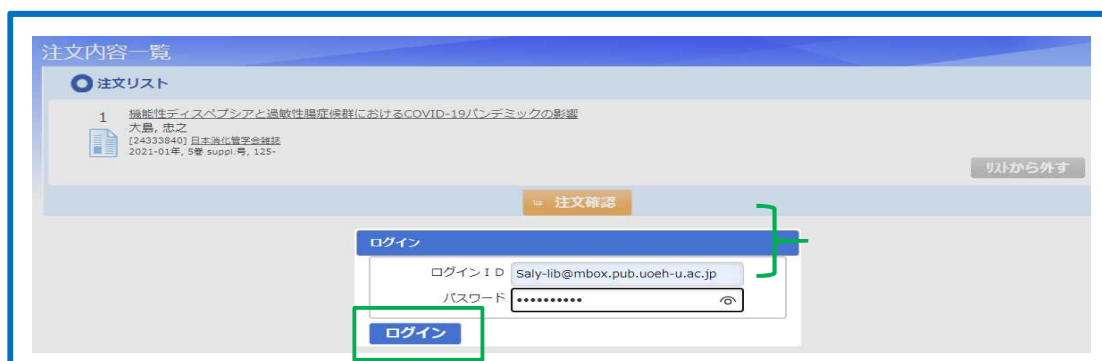 注文内容一覧
注文リスト
1 機能性ディスペプシアと過敏性腸症候群におけるCOVID-19パンデミックの影響
大島, 忠之
[24333840] 日本消化管学会雑誌
2021-01年, 5巻 suppl.号, 125-
リストから外す
注文確認
ログイン
ログインID Saly-lib@mbox.pub.uoeh-u.ac.jp
パスワード ••••••••••
ログイン